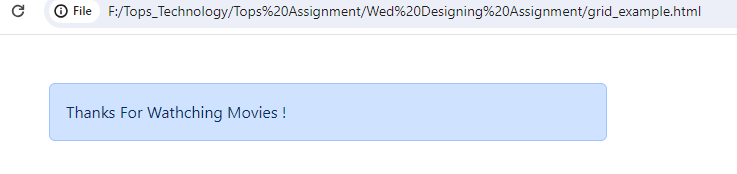 File F:/Tops_Technology/Tops%20Assignment/Wed%20Designing%20Assignment/grid_example.html
Thanks For Wathching Movies !